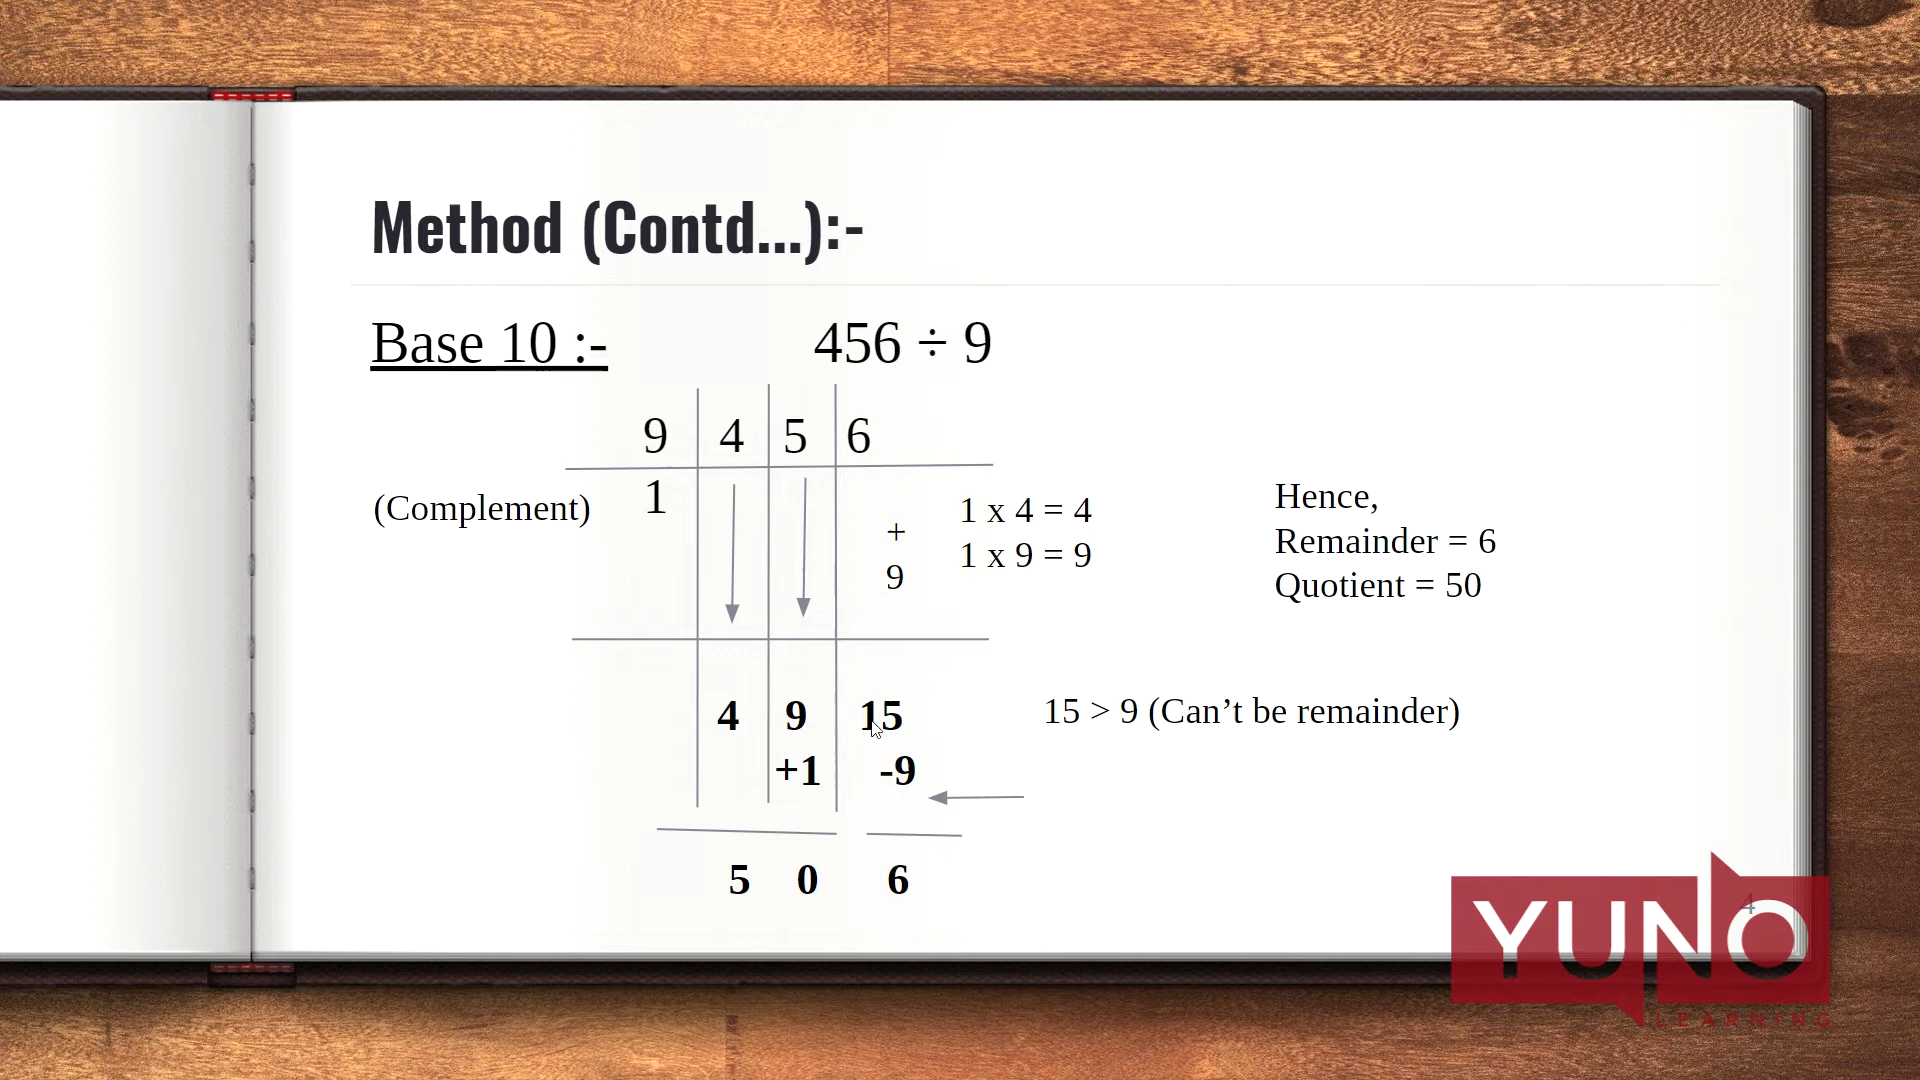 Method (Contd...):-
Base 10 :-
456 ÷ 9
9 4 5 6
(Complement)
1
+
9
1 x 4 = 4
1 x 9 = 9
Hence,
Remainder = 6
Quotient = 50
4 9 15
15 > 9 (Can’t be remainder)
+1 -9
5 0 6
4
YUNO
LEARNING